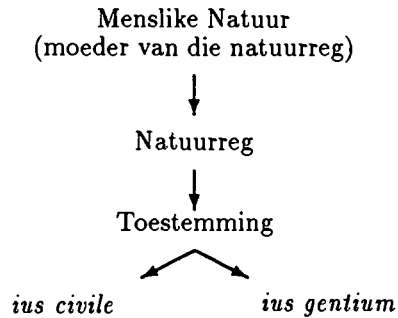 Menslike Natuur
(moeder van die natuurreg)
Natuurreg
Toestemming
ius civile
ius gentium